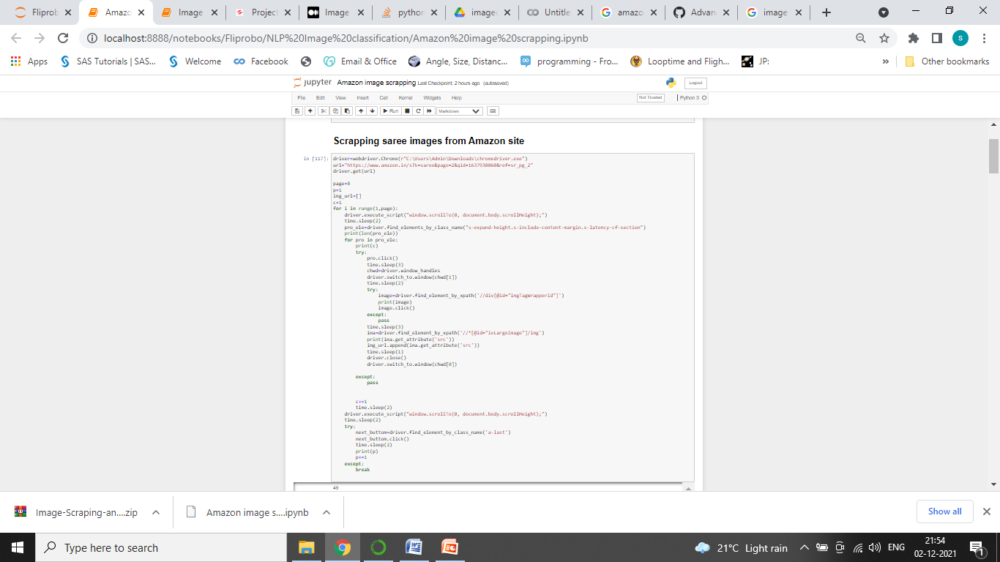 Fliprob
Amazo
Image
Project
Image
python
image
Untitle
amazo
Advan
image
localhost:8888/notebooks/Fliprobo/NLP%20Image%20classification/Amazon%20image%20scrapping.ipynb
s
Apps
SAS Tutorials | SAS...
Welcome
Facebook
Email & Office
Angle, Size, Distanc...
programming - Fro...
Looptime and Fligh...
JP:
»
Other bookmarks
jupyter Amazon image scrapping Last Checkpoint: 2 hours ago (autosaved)
Logout
File Edit View Insert Cell Kernel Widgets Help
Not Trusted
Python 3
Run
Markdown
Scrapping saree images from Amazon site
In [117]:
driver=webdriver.Chrome(r"C:\Users\Admin\Downloads\chromedriver.exe")
url="https://www.amazon.in/s?k=saree&page=2&qid=1637930860&ref=sr_pg_2"
driver.get(url)
page=8
p=1
img_url=[]
c=1
for i in range(1,page):
driver.execute_script("window.scrollTo(0, document.body.scrollHeight);")
time.sleep(2)
pro_ele=driver.find_elements_by_class_name("s-expand-height.s-include-content-margin.s-latency-cf-section")
print(len(pro_ele))
for pro in pro_ele:
print(c)
try:
pro.click()
time.sleep(3)
chwd=driver.window_handles
driver.switch_to.window(chwd[1])
time.sleep(2)
try:
image=driver.find_element_by_xpath('//div[@id="imgTagWrapperId"]')
print(image)
image.click()
except:
pass
time.sleep(3)
ima=driver.find_element_by_xpath('//*[@id="ivLargeImage"]/img')
print(ima.get_attribute('src'))
img_url.append(ima.get_attribute('src'))
time.sleep(1)
driver.close()
driver.switch_to.window(chwd[0])
except:
pass
c+=1
time.sleep(2)
driver.execute_script("window.scrollTo(0, document.body.scrollHeight);")
time.sleep(2)
try:
next_buttom=driver.find_element_by_class_name('a-last')
next_buttom.click()
time.sleep(2)
print(p)
p+=1
except:
break
49
Image-Scraping-an....zip
Amazon image s....ipynb
Show all
Type here to search
21°C Light rain
ENG
21:54
02-12-2021
1